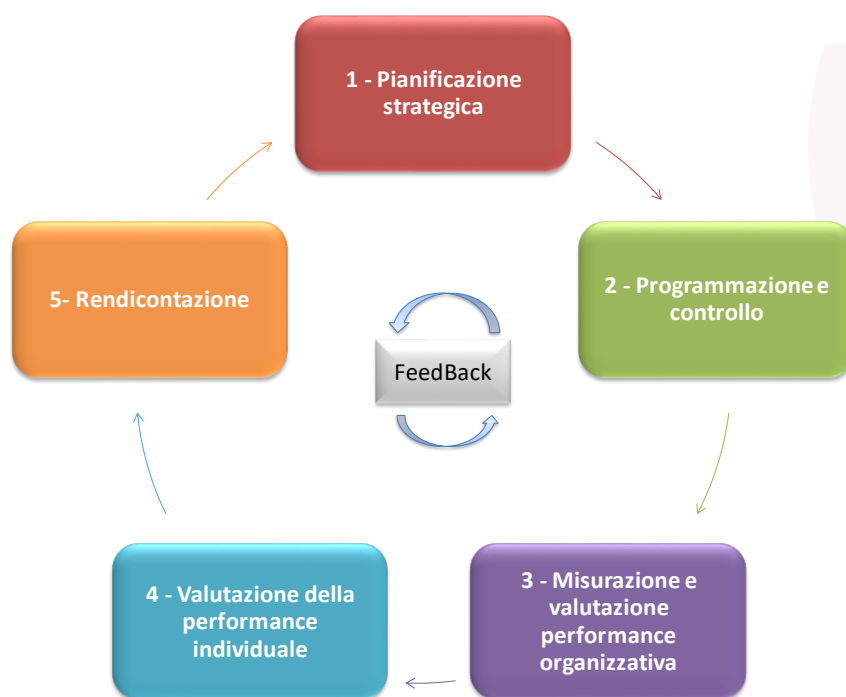 1 - Pianificazione
strategica
2 - Programmazione e
controllo
3 - Misurazione e
valutazione
performance
organizzativa
4 - Valutazione della
performance
individuale
5- Rendicontazione
FeedBack